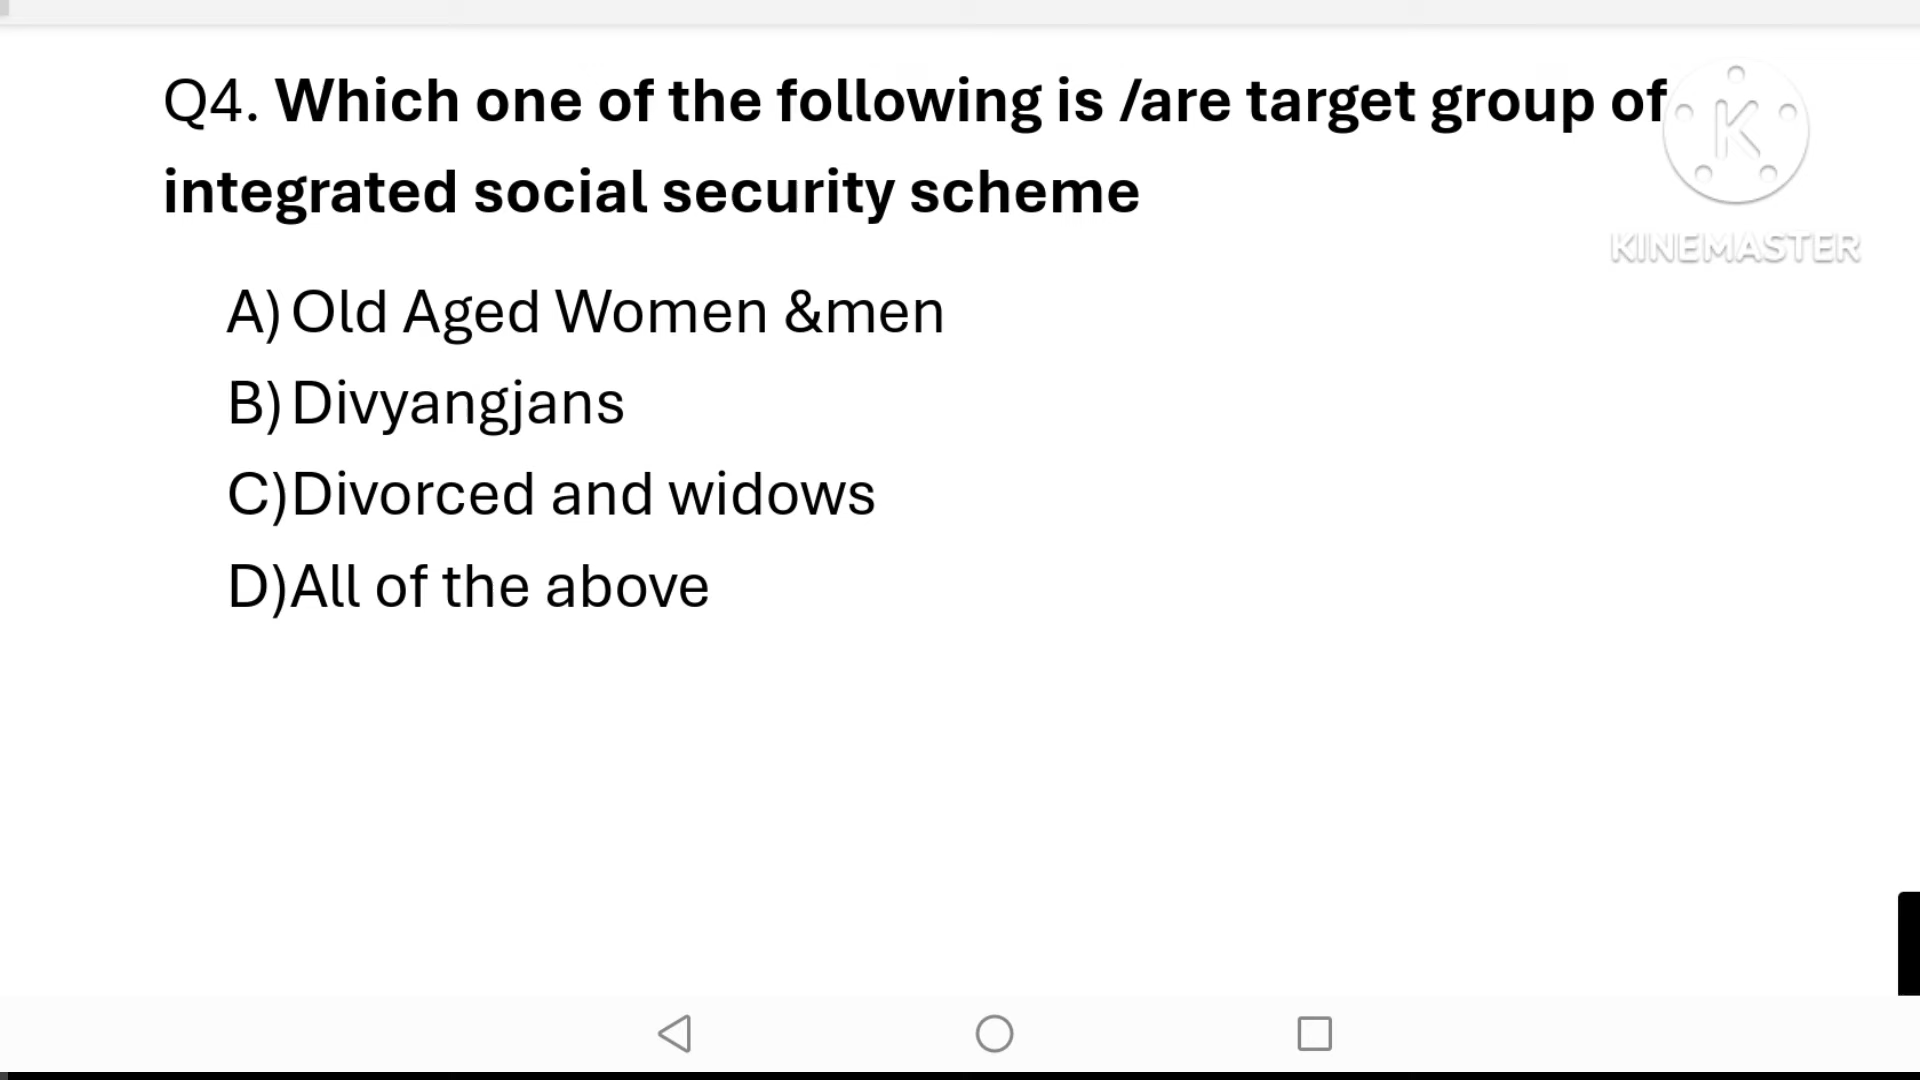 Q4. Which one of the following is /are target group of
integrated social security scheme
K
KINEMASTER
A) Old Aged Women &men
B) Divyangjans
C)Divorced and widows
D)All of the above